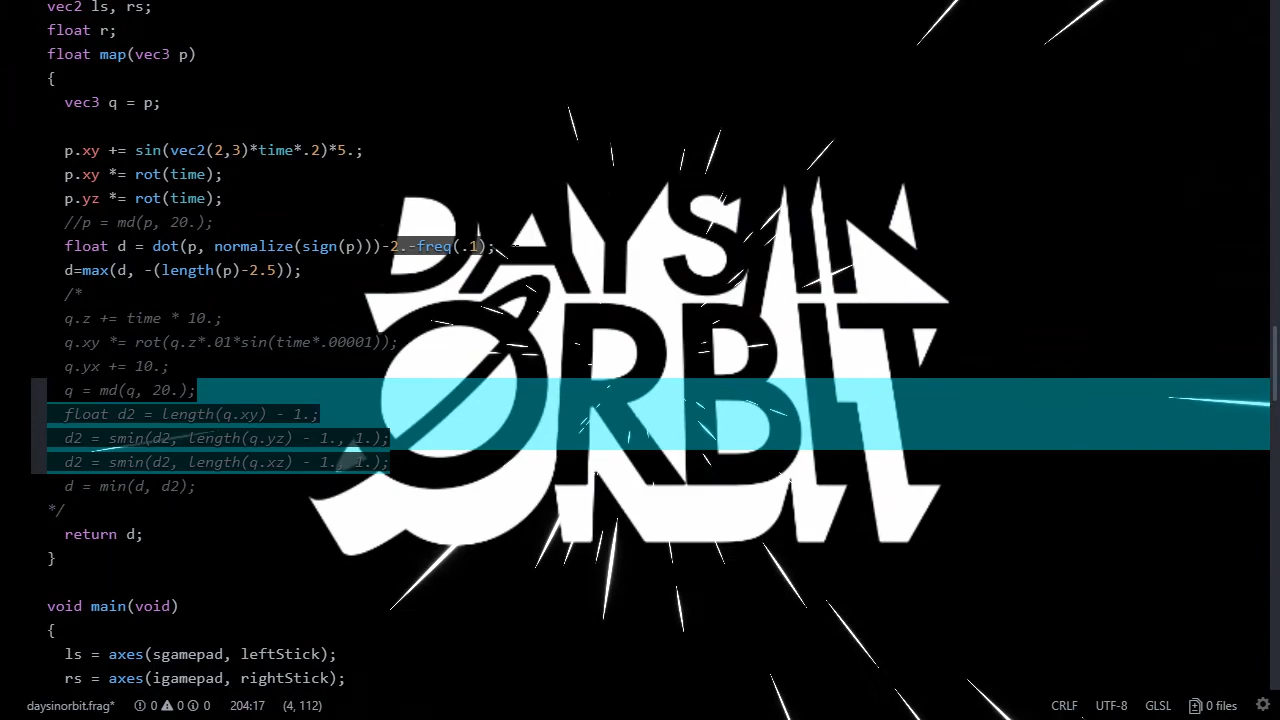 vec2 ls, rs;
float r;
float map(vec3 p)
{
vec3 q = p;
p.xy += sin(vec2(2,3)*time*.2)*5.;
p.xy *= rot(time);
p.yz *= rot(time);
//p = md(p, 20.);
float d = dot(p, normalize(sign(p)))-2.-freq(.1);
d=max(d, -(length(p)-2.5));
/*
q.z += time * 10.;
q.xy *= rot(q.z*.01*sin(time*.00001));
q.yx += 10.;
q = md(q, 20.);
float d2 = length(q.xy) - 1.;
d2 = smin(d2, length(q.yz) - 1., 1.);
d2 = smin(d2, length(q.xz) - 1., 1.);
d = min(d, d2);
*/
return d;
}
void main(void)
{
ls = axes(sgamepad, leftStick);
rs = axes(igamepad, rightStick);
DAYS IN
ORBIT
daysinorbit.frag* 0 0 0 204:17 (4, 112) CRLF UTF-8 GLSL 0 files